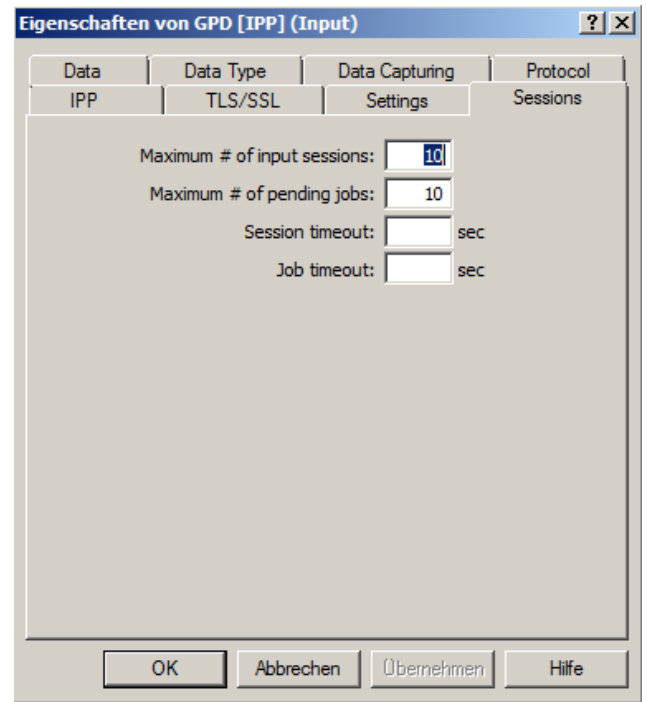 Eigenschaften von GPD [IPP] (Input) ? ×
Data Data Type Data Capturing Protocol
IPP TLS/SSL Settings Sessions
Maximum # of input sessions: 10
Maximum # of pending jobs: 10
Session timeout: sec
Job timeout: sec
OK Abbrechen Übernehmen Hilfe